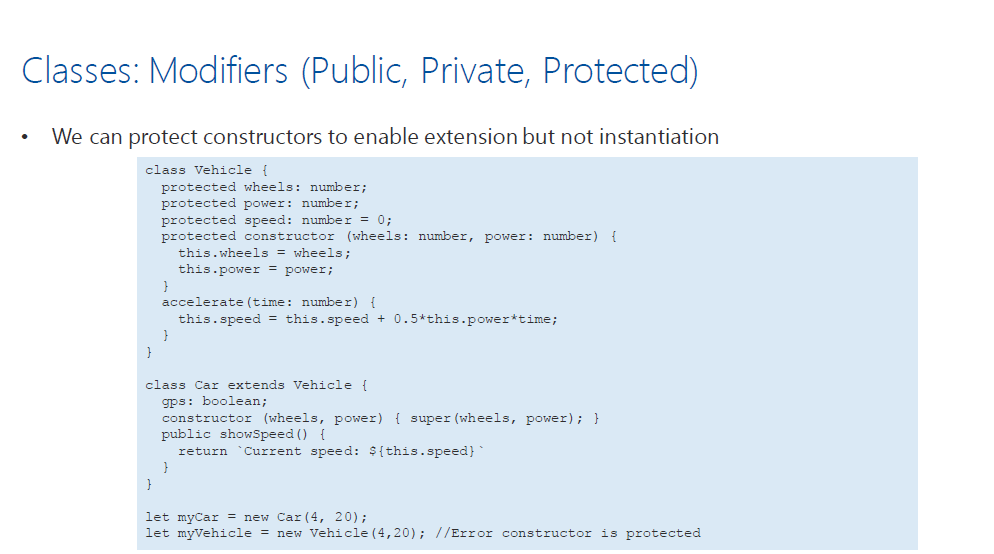 Classes: Modifiers (Public, Private, Protected)
• We can protect constructors to enable extension but not instantiation
class Vehicle {
  protected wheels: number;
  protected power: number;
  protected speed: number = 0;
  protected constructor (wheels: number, power: number) {
    this.wheels = wheels;
    this.power = power;
  }
  accelerate(time: number) {
    this.speed = this.speed + 0.5*this.power*time;
  }
}

class Car extends Vehicle {
  gps: boolean;
  constructor (wheels, power) { super(wheels, power); }
  public showSpeed() {
    return `Current speed: ${this.speed}`
  }
}

let myCar = new Car(4, 20);
let myVehicle = new Vehicle(4,20); //Error constructor is protected